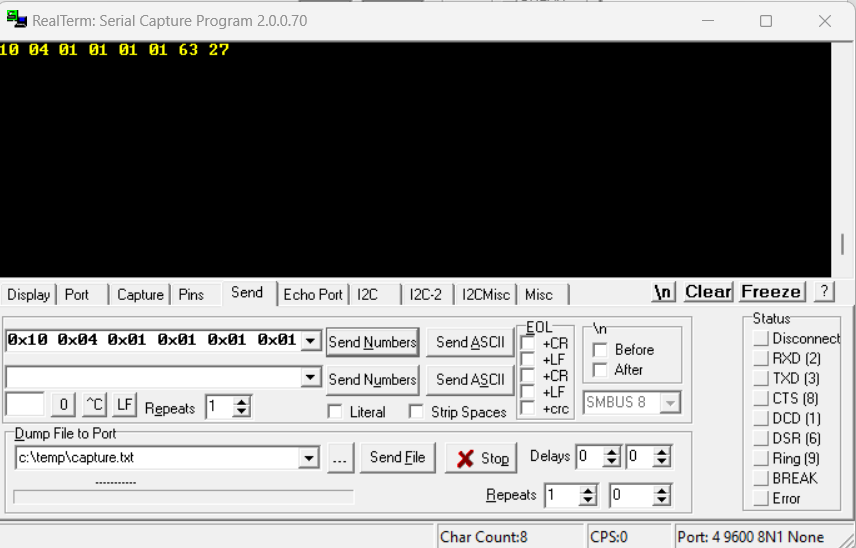 RealTerm: Serial Capture Program 2.0.0.70
10 04 01 01 01 01 63 27
Display Port Capture Pins Send Echo Port I2C I2C-2 I2CMisc Misc \n Clear Freeze ?
0x10 0x04 0x01 0x01 0x01 0x01 Send Numbers Send ASCII
Send Numbers Send ASCII
0 ^C LF Repeats 1 Literal Strip Spaces
EOL
+CR
+LF
+CR
+LF
+crc
\n
Before
After
SMBUS 8
Dump File to Port
c:\temp\capture.txt ... Send File Stop Delays 0 0
Repeats 1 0
Status
Disconnect
RXD (2)
TXD (3)
CTS (8)
DCD (1)
DSR (6)
Ring (9)
BREAK
Error
Char Count:8 CPS:0 Port: 4 9600 8N1 None